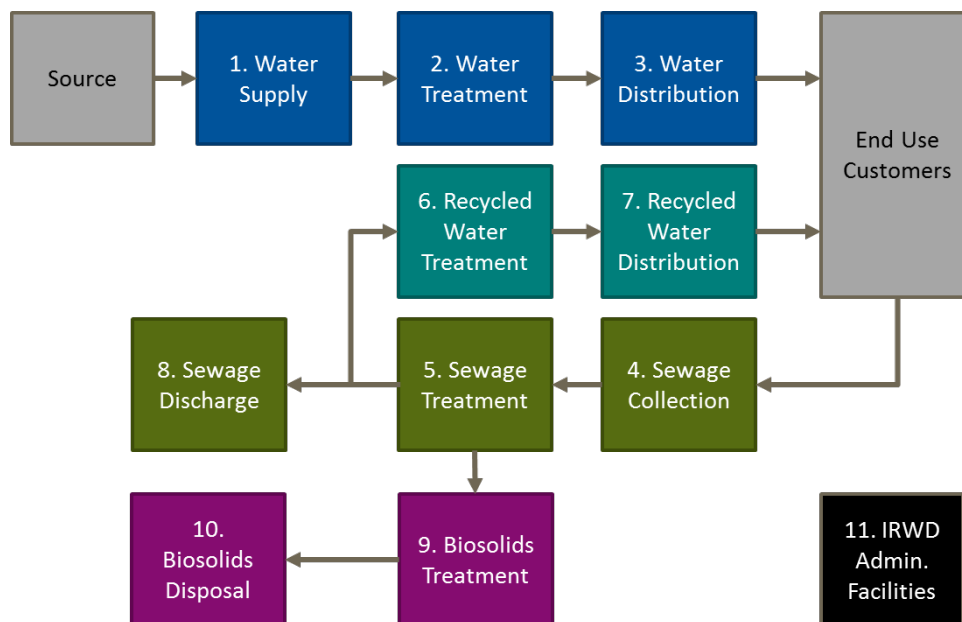 Source
1. Water
Supply
2. Water
Treatment
3. Water
Distribution
End Use
Customers
6. Recycled
Water
Treatment
7. Recycled
Water
Distribution
8. Sewage
Discharge
5. Sewage
Treatment
4. Sewage
Collection
10.
Biosolids
Disposal
9. Biosolids
Treatment
11. IRWD
Admin.
Facilities